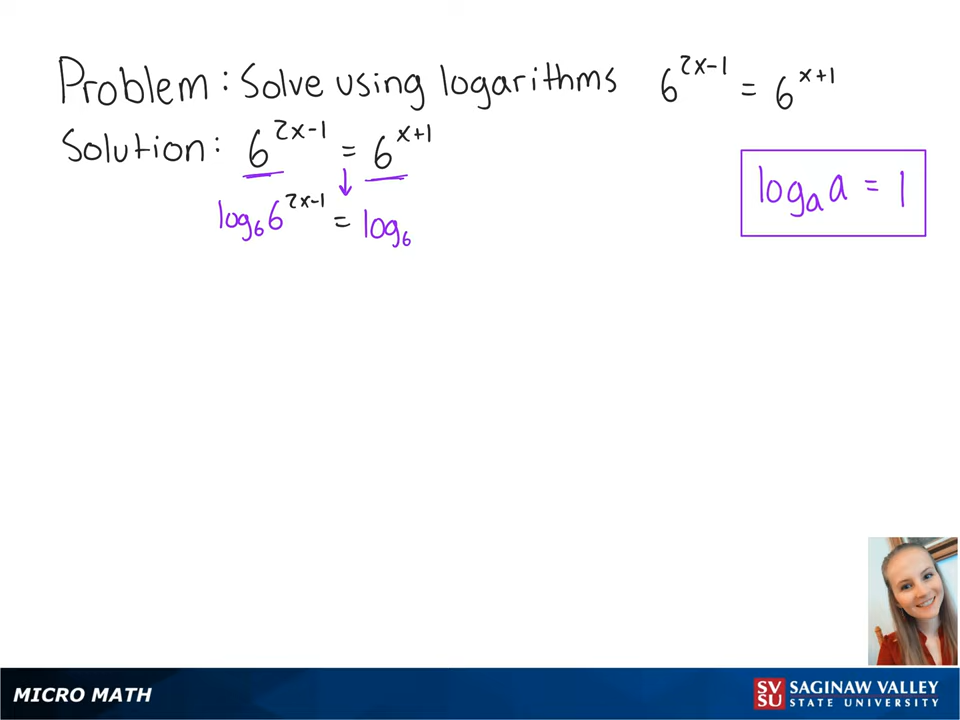 Problem: Solve using logarithms 6^{2x-1} = 6^{x+1}
Solution: 6^{2x-1} = 6^{x+1}
log_a a = 1
log_6 6^{2x-1} = log_6
MICRO MATH
SV SU SAGINAW VALLEY
STATE UNIVERSITY